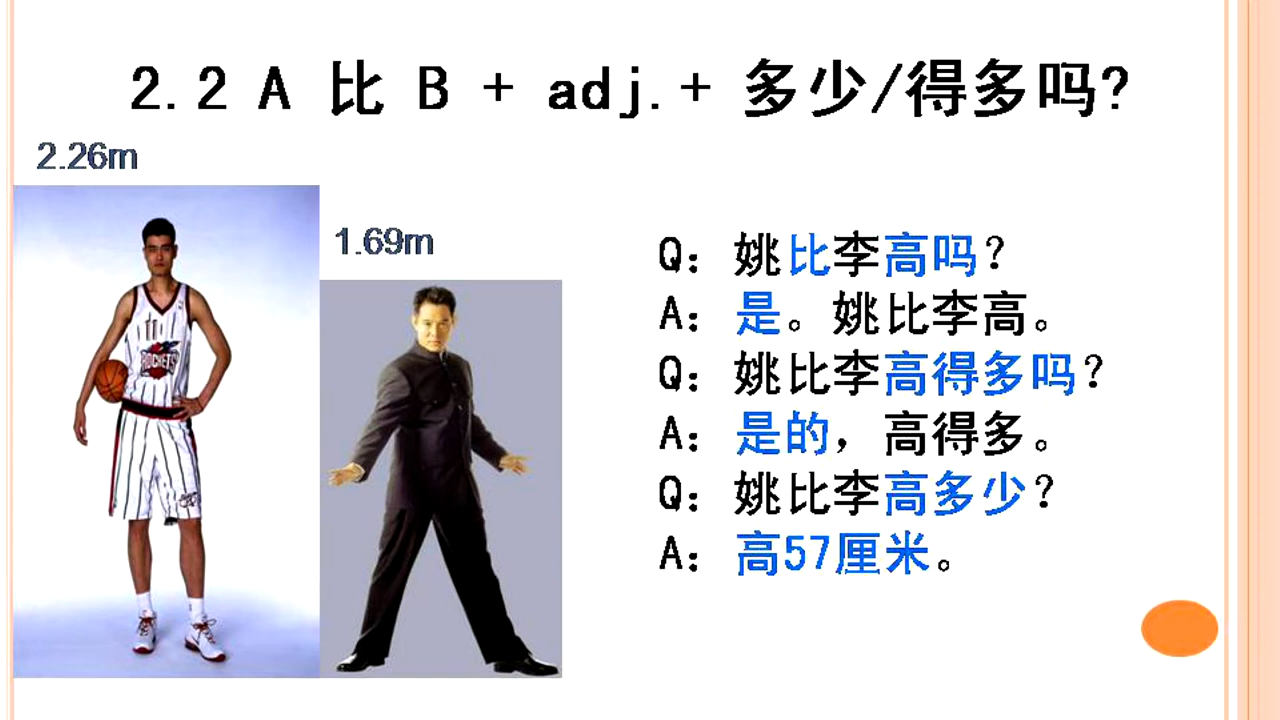 2.2 A 比 B + adj.+ 多少/得多吗?
2.26m
1.69m
Q：姚比李高吗？
A：是。姚比李高。
Q：姚比李高得多吗？
A：是的，高得多。
Q：姚比李高多少？
A：高57厘米。
ROCKETS